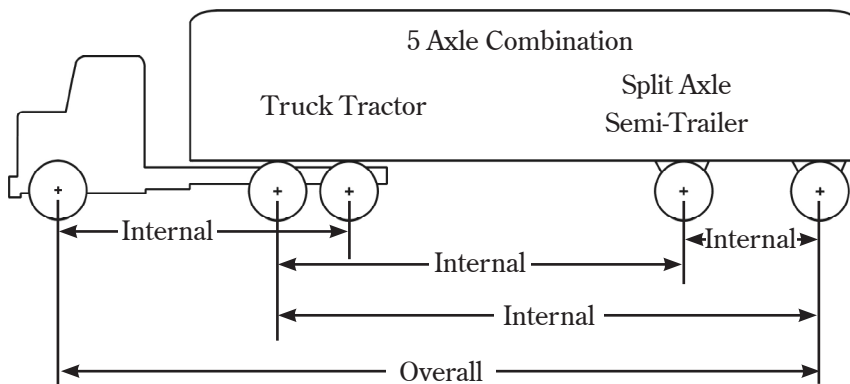 5 Axle Combination
Truck Tractor
Split Axle
Semi-Trailer
Internal
Internal
Internal
Internal
Overall